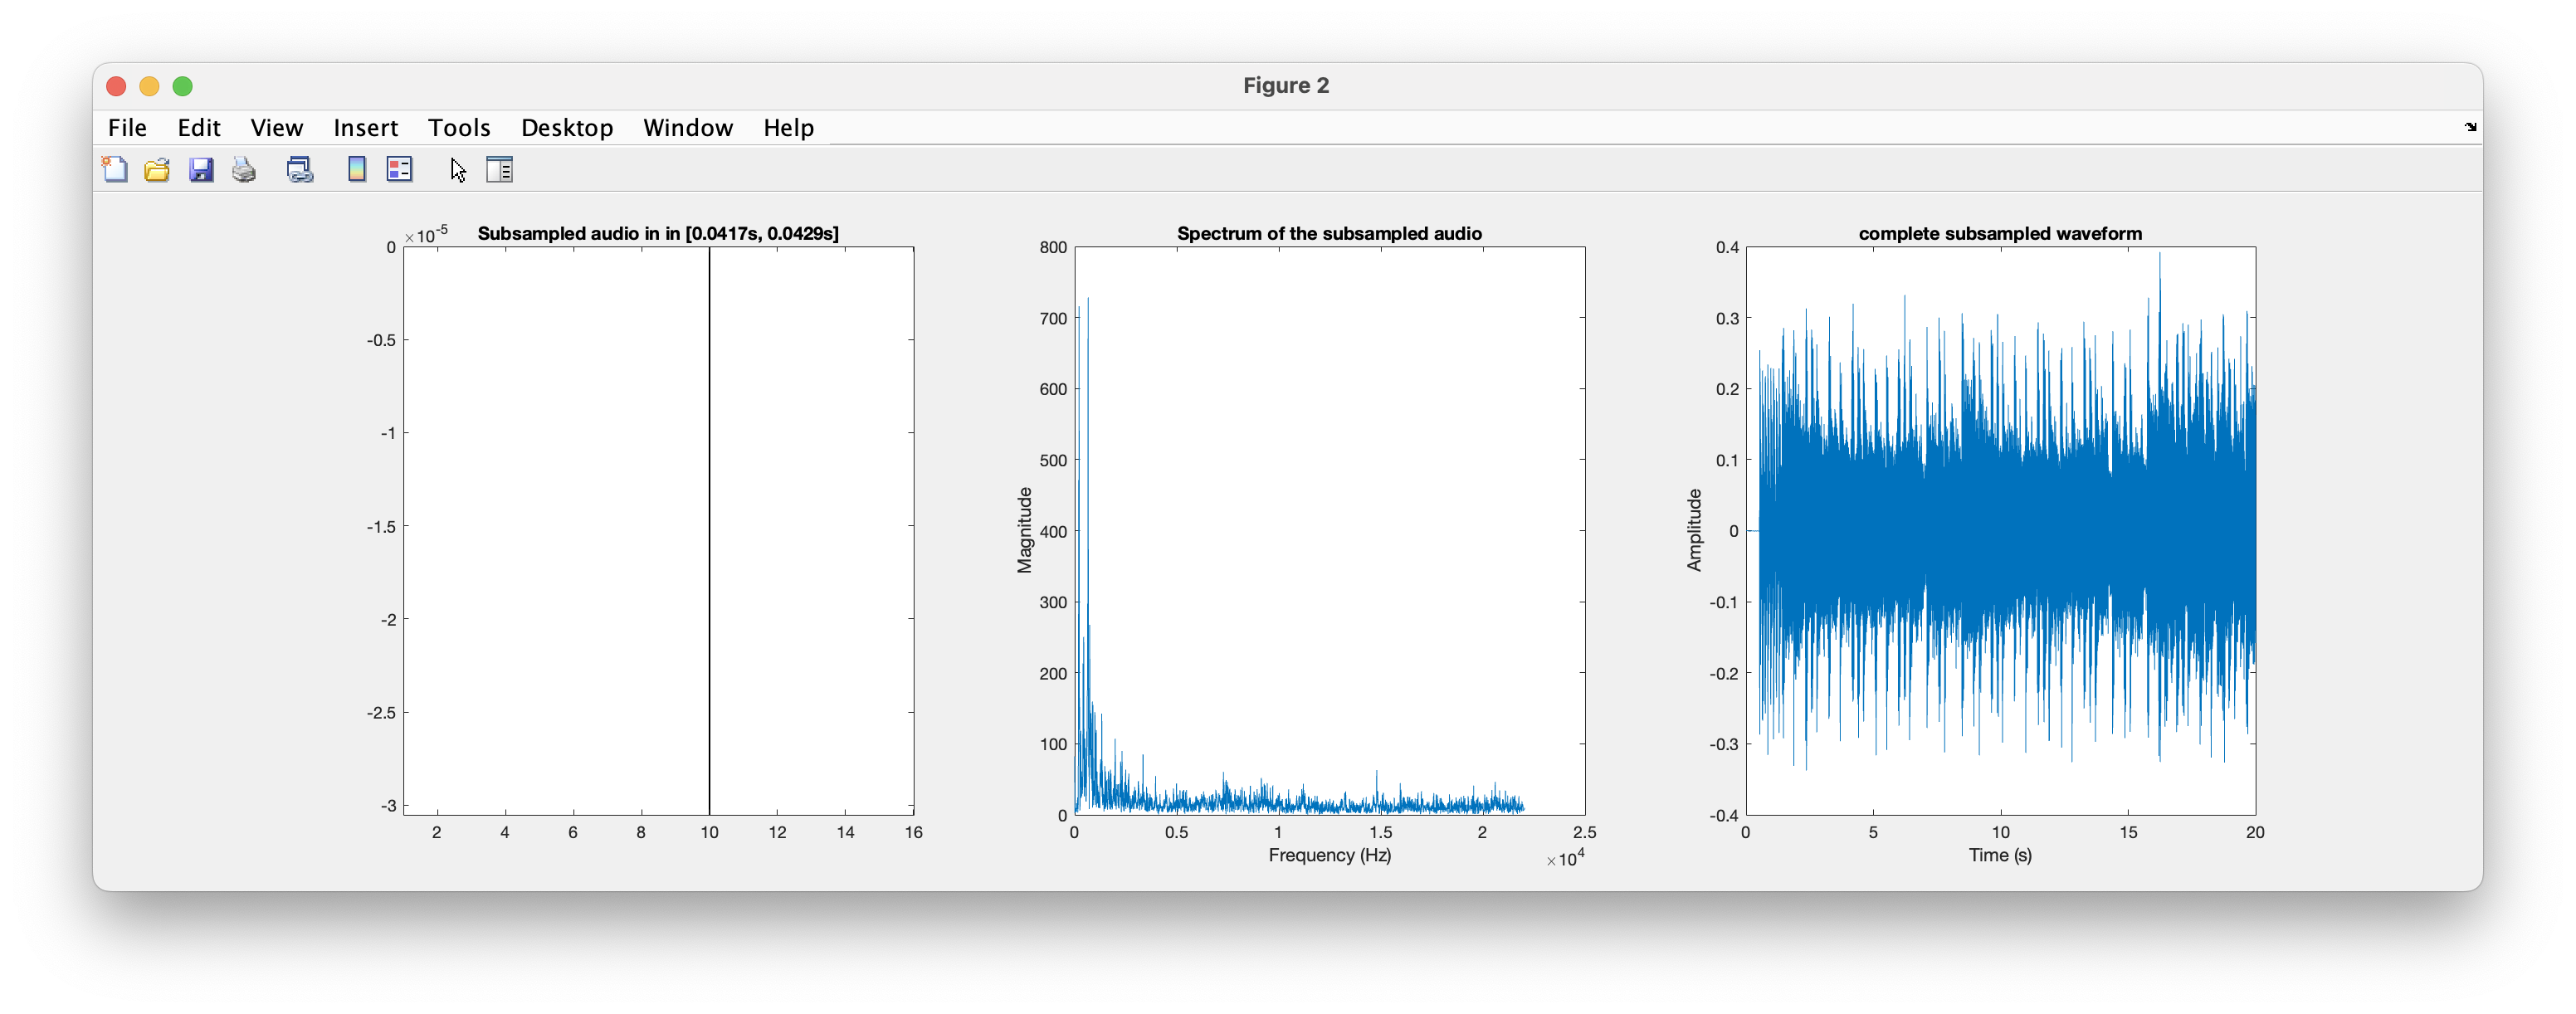 Figure 2
File Edit View Insert Tools Desktop Window Help
×10-5
Subsampled audio in in [0.0417s, 0.0429s]
0
-0.5
-1
-1.5
-2
-2.5
-3
2 4 6 8 10 12 14 16
Spectrum of the subsampled audio
800
700
600
500
400
300
200
100
0
Magnitude
0 0.5 1 1.5 2 2.5
Frequency (Hz)
×104
complete subsampled waveform
0.4
0.3
0.2
0.1
0
-0.1
-0.2
-0.3
-0.4
Amplitude
0 5 10 15 20
Time (s)